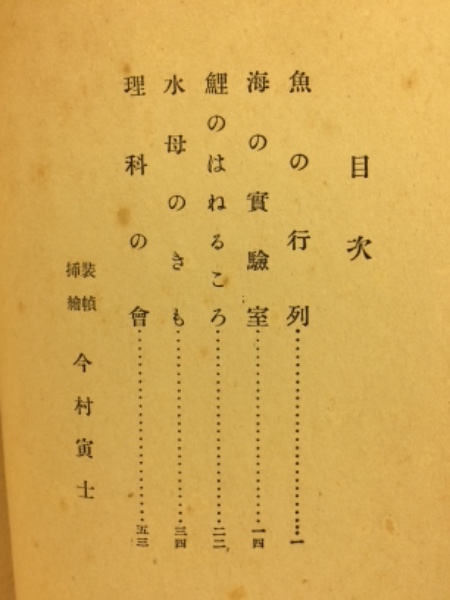 目次
魚の行列……一
海の實驗室……一四
鯉のはねるころ……二二
水母のきも……三四
理科の會……五三
裝幀
挿繪
今村寅士